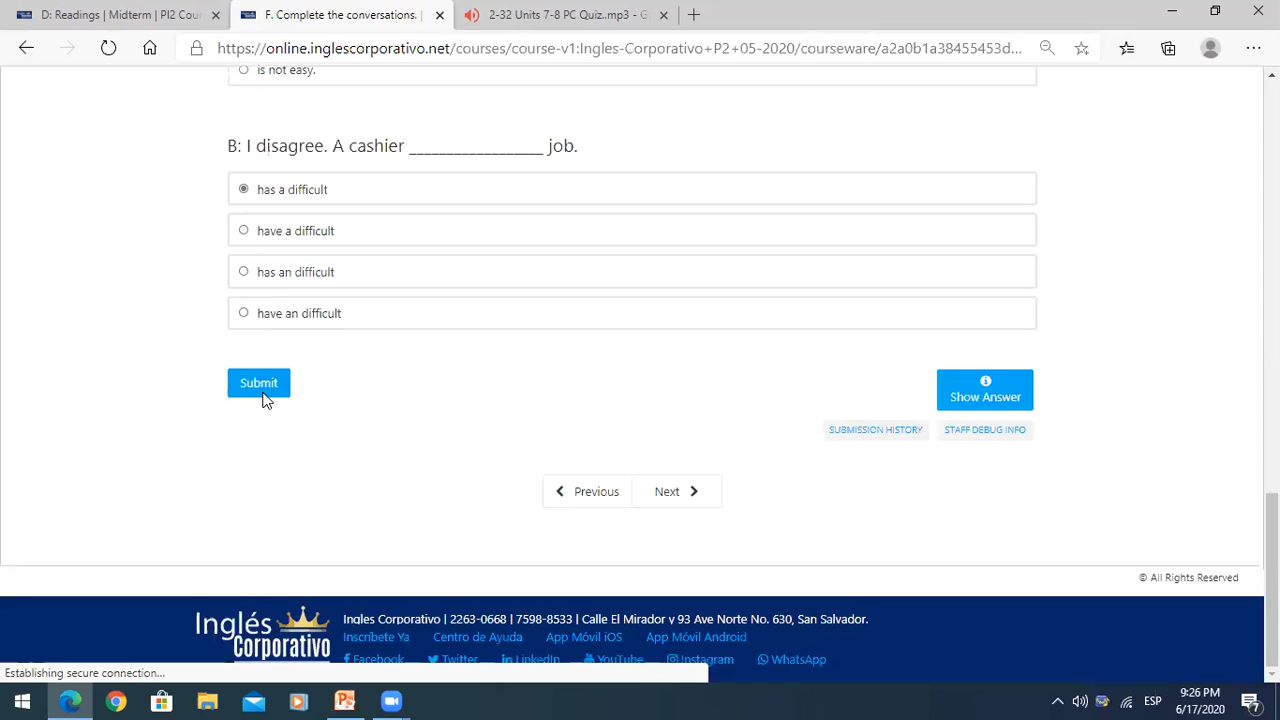 D: Readings | Midterm | PI2 Cour
F. Complete the conversations. |
2-32 Units 7-8 PC Quiz..mp3 - G
https://online.inglescorporativo.net/courses/course-v1:Ingles-Corporativo+P2+05-2020/courseware/a2a0b1a38455453d...
is not easy.
B: I disagree. A cashier __________________ job.
has a difficult
have a difficult
has an difficult
have an difficult
Submit
Show Answer
SUBMISSION HISTORY
STAFF DEBUG INFO
Previous
Next
© All Rights Reserved
Inglés Corporativo
Ingles Corporativo | 2263-0668 | 7598-8533 | Calle El Mirador y 93 Ave Norte No. 630, San Salvador.
Inscríbete Ya Centro de Ayuda App Móvil iOS App Móvil Android
Facebook Twitter LinkedIn YouTube Instagram WhatsApp
Establishing secure connection...
ESP
9:26 PM
6/17/2020
7